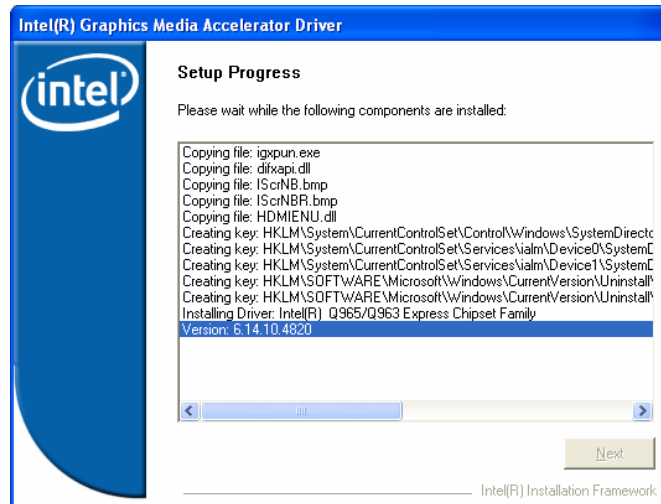 Intel(R) Graphics Media Accelerator Driver
intel
Setup Progress
Please wait while the following components are installed:
Copying file: igxpun.exe
Copying file: difxapi.dll
Copying file: IScrNB.bmp
Copying file: IScrNBR.bmp
Copying file: HDMIENU.dll
Creating key: HKLM\System\CurrentControlSet\Control\Windows\SystemDirecto
Creating key: HKLM\System\CurrentControlSet\Services\ialm\Device0\SystemD
Creating key: HKLM\System\CurrentControlSet\Services\ialm\Device1\SystemD
Creating key: HKLM\SOFTWARE\Microsoft\Windows\CurrentVersion\Uninstall\
Creating key: HKLM\SOFTWARE\Microsoft\Windows\CurrentVersion\Uninstall\
Installing Driver: Intel(R) Q965/Q963 Express Chipset Family
Version: 6.14.10.4820
Next
Intel(R) Installation Framework